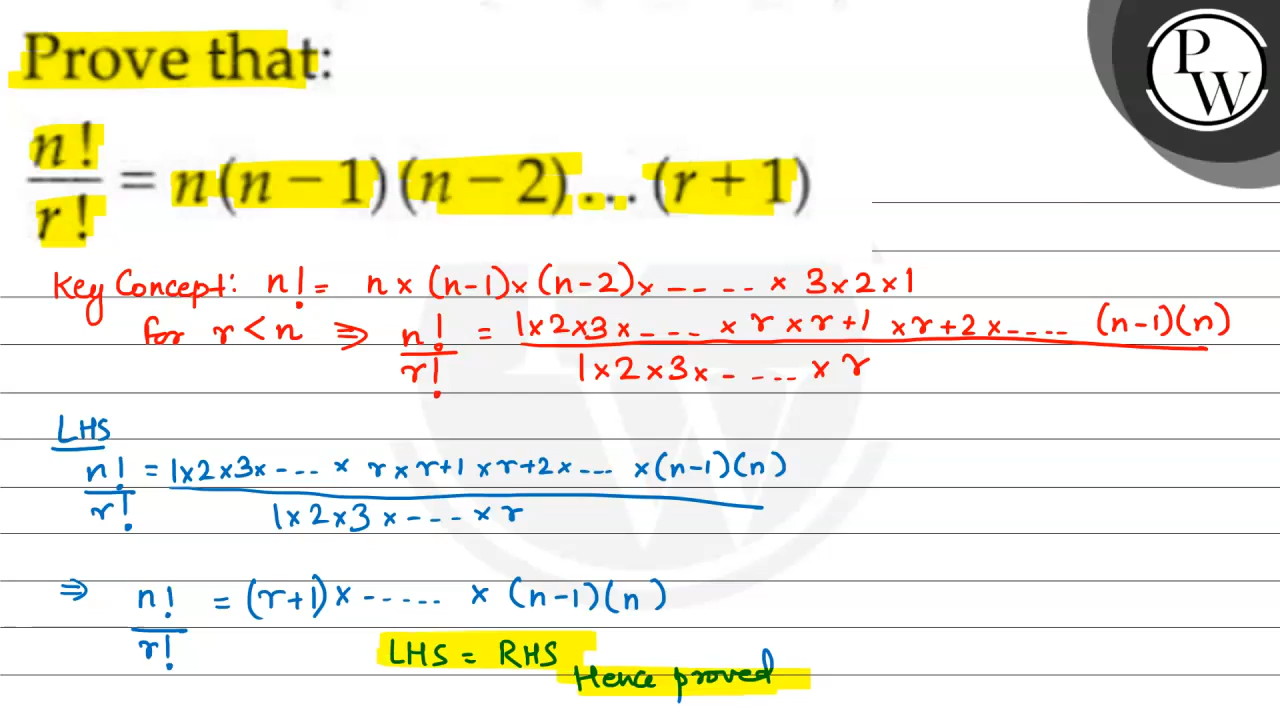 Prove that:
n!/r! = n(n − 1)(n − 2)...(r + 1)
PW
Key Concept: n! = n × (n-1) × (n-2) × ----- × 3×2×1
for r < n ⇒ n!/r! = 1×2×3×---- × r × r+1 × r+2 ×----- (n-1)(n) / 1×2×3×----- × r
LHS
n!/r! = 1×2×3×----- × r × r+1 × r+2 ×---- ×(n-1)(n) / 1×2×3×----- × r
⇒ n!/r! = (r+1) × ------ × (n-1)(n)
LHS = RHS
Hence proved